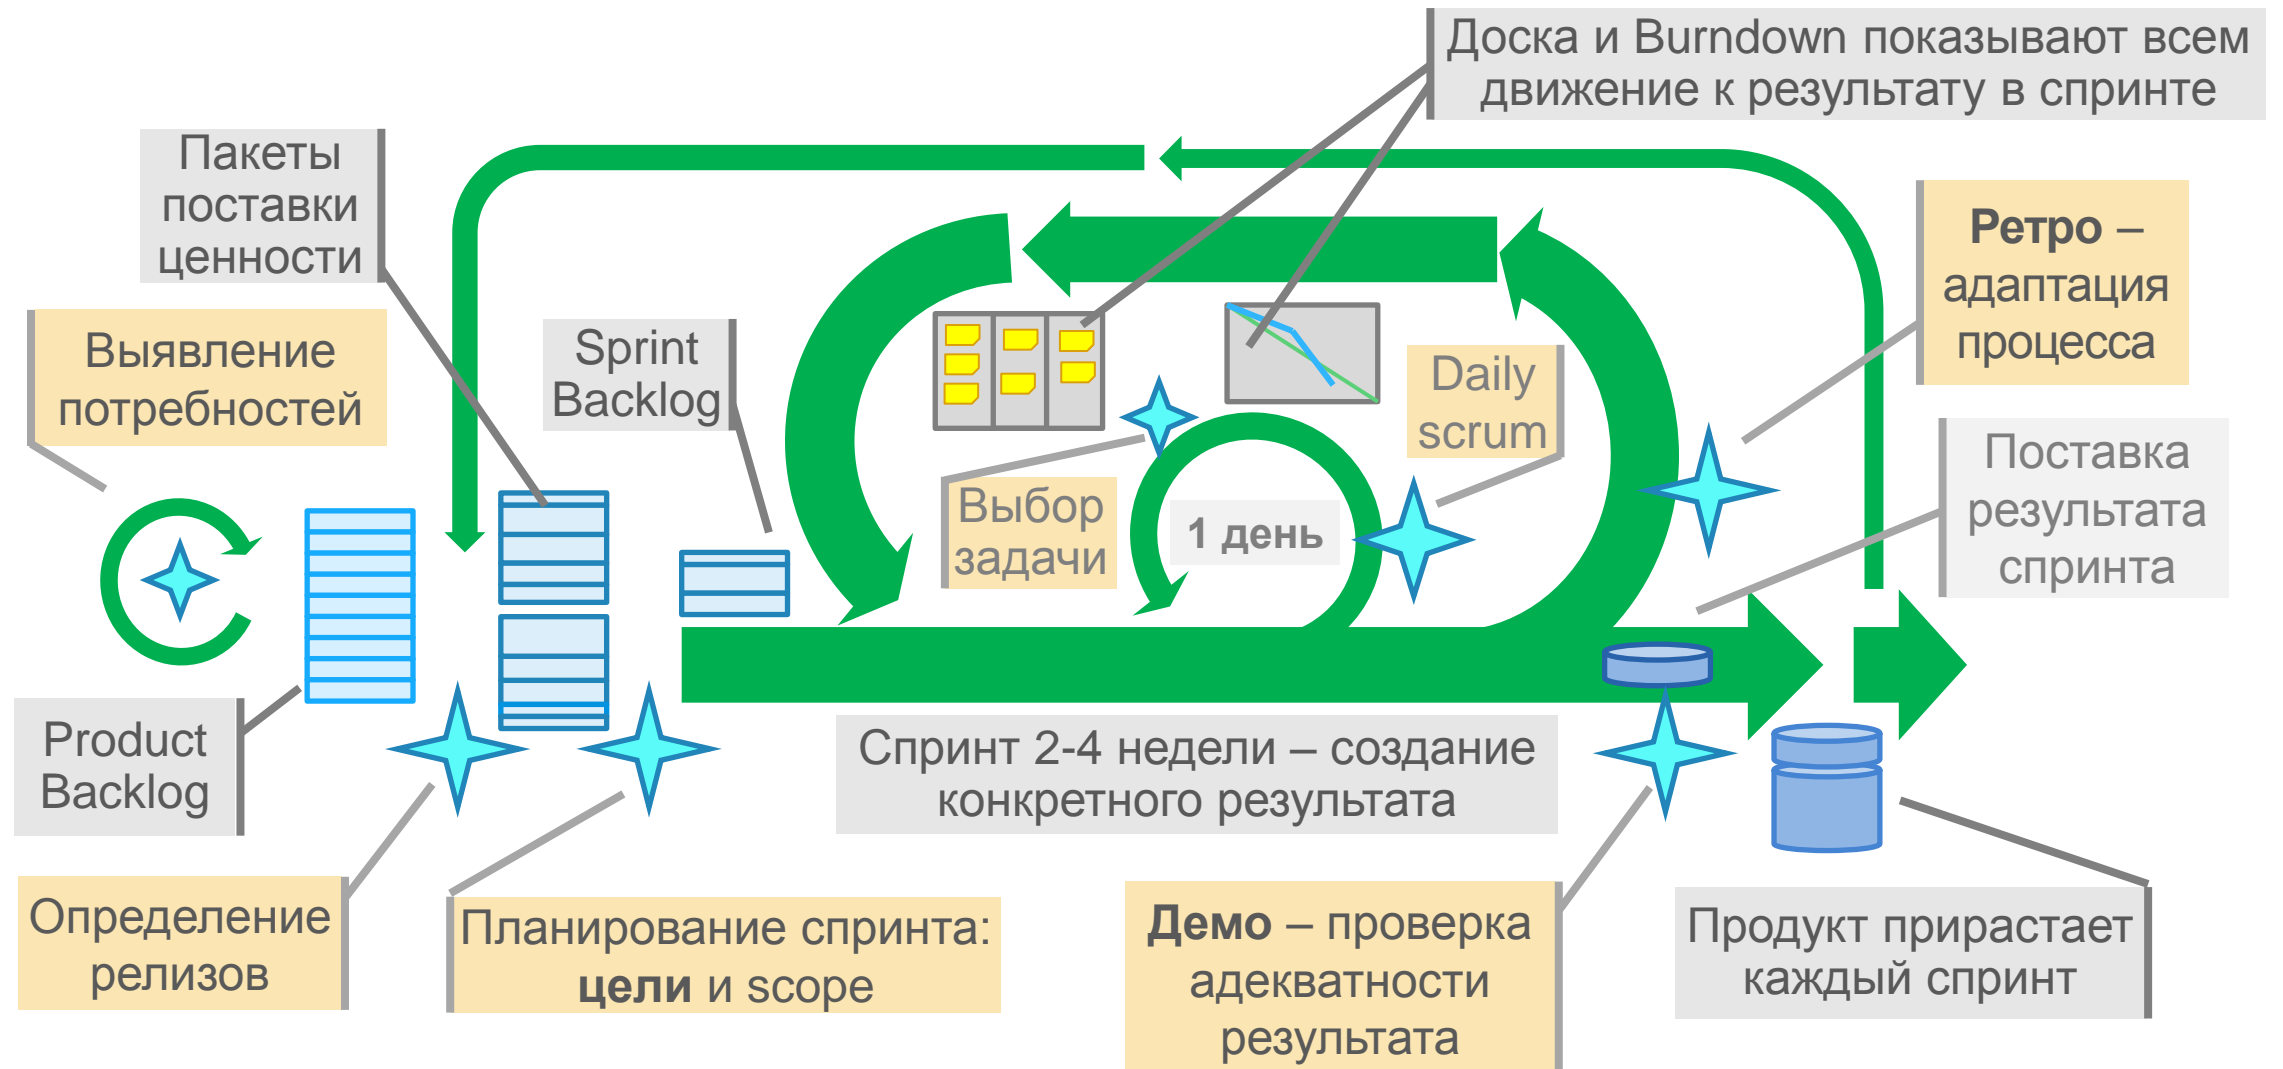 Доска и Burndown показывают всем
движение к результату в спринте
Пакеты
поставки
ценности
Ретро –
адаптация
процесса
Выявление
потребностей
Sprint
Backlog
Daily
scrum
Поставка
результата
спринта
Выбор
задачи
1 день
Product
Backlog
Спринт 2-4 недели – создание
конкретного результата
Определение
релизов
Планирование спринта:
цели и scope
Демо – проверка
адекватности
результата
Продукт прирастает
каждый спринт